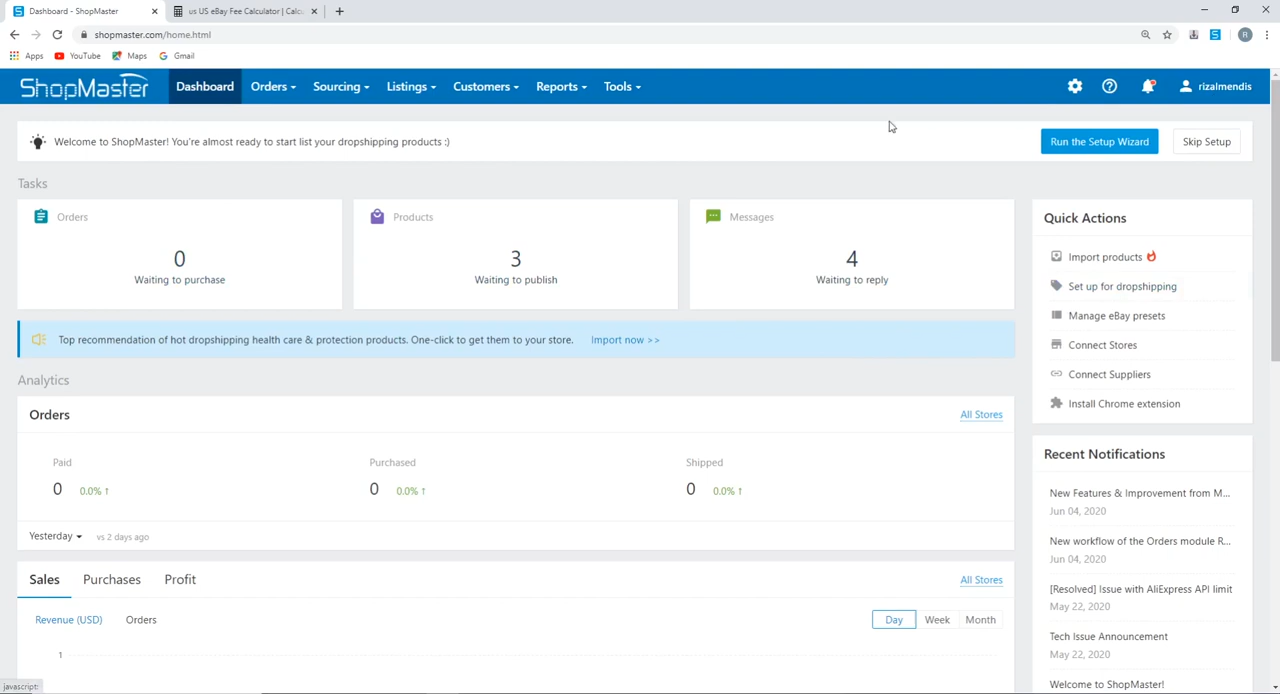 Dashboard - ShopMaster
us US eBay Fee Calculator | Calcu
shopmaster.com/home.html
R
Apps YouTube Maps Gmail
ShopMaster Dashboard Orders Sourcing Listings Customers Reports Tools rizalmendis
Welcome to ShopMaster! You're almost ready to start list your dropshipping products :) Run the Setup Wizard Skip Setup
Tasks
Orders
0
Waiting to purchase
Products
3
Waiting to publish
Messages
4
Waiting to reply
Top recommendation of hot dropshipping health care & protection products. One-click to get them to your store. Import now >>
Analytics
Orders All Stores
Paid Purchased Shipped
0 0.0% ↑ 0 0.0% ↑ 0 0.0% ↑
Yesterday vs 2 days ago
Sales Purchases Profit All Stores
Revenue (USD) Orders Day Week Month
1
Quick Actions
Import products
Set up for dropshipping
Manage eBay presets
Connect Stores
Connect Suppliers
Install Chrome extension
Recent Notifications
New Features & Improvement from M...
Jun 04, 2020
New workflow of the Orders module R...
Jun 04, 2020
[Resolved] Issue with AliExpress API limit
May 22, 2020
Tech Issue Announcement
May 22, 2020
Welcome to ShopMaster!
javascript: